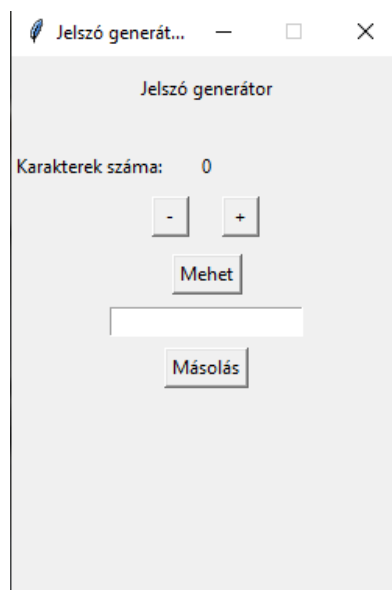 Jelszó generát...
Jelszó generátor
Karakterek száma: 0
- +
Mehet
Másolás